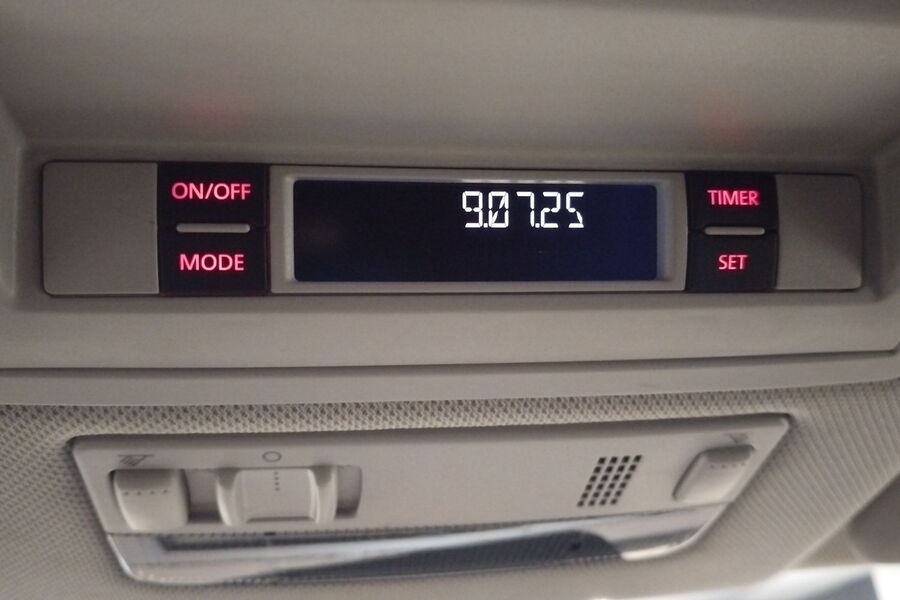 ON/OFF
9.07.25
TIMER
MODE
SET